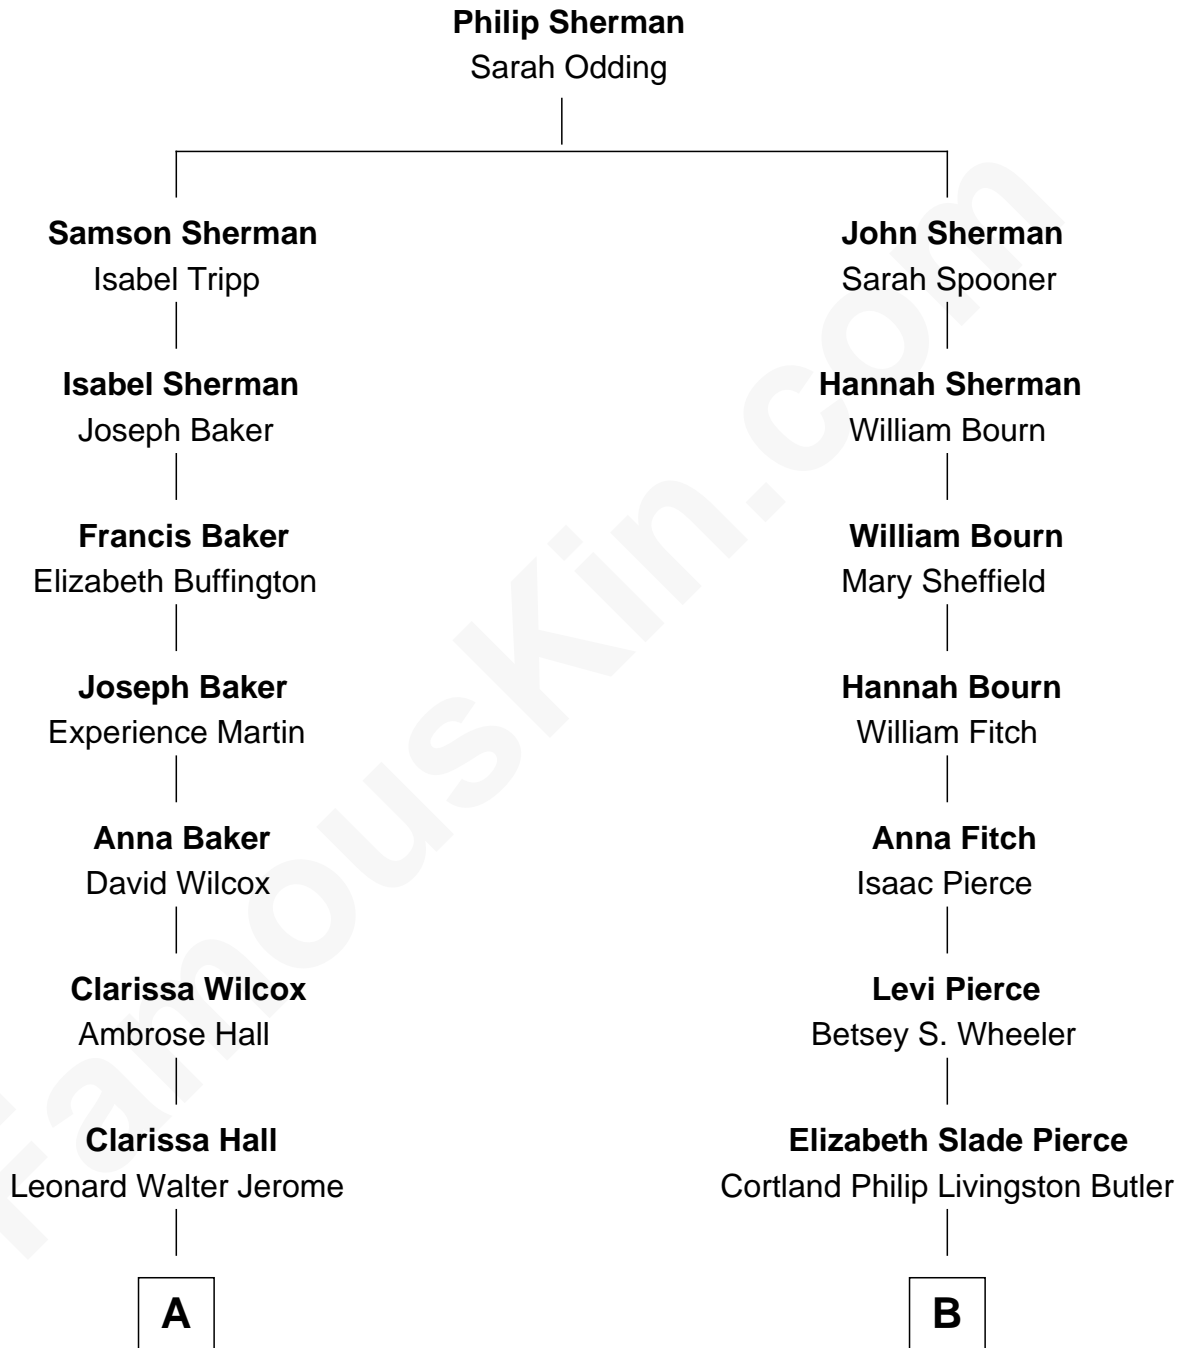 Philip Sherman
Sarah Odding
Samson Sherman
Isabel Tripp
John Sherman
Sarah Spooner
Isabel Sherman
Joseph Baker
Hannah Sherman
William Bourn
Francis Baker
Elizabeth Buffington
William Bourn
Mary Sheffield
Joseph Baker
Experience Martin
Hannah Bourn
William Fitch
Anna Baker
David Wilcox
Anna Fitch
Isaac Pierce
Clarissa Wilcox
Ambrose Hall
Levi Pierce
Betsey S. Wheeler
Clarissa Hall
Leonard Walter Jerome
Elizabeth Slade Pierce
Cortland Philip Livingston Butler
A
B
FamousKin.com